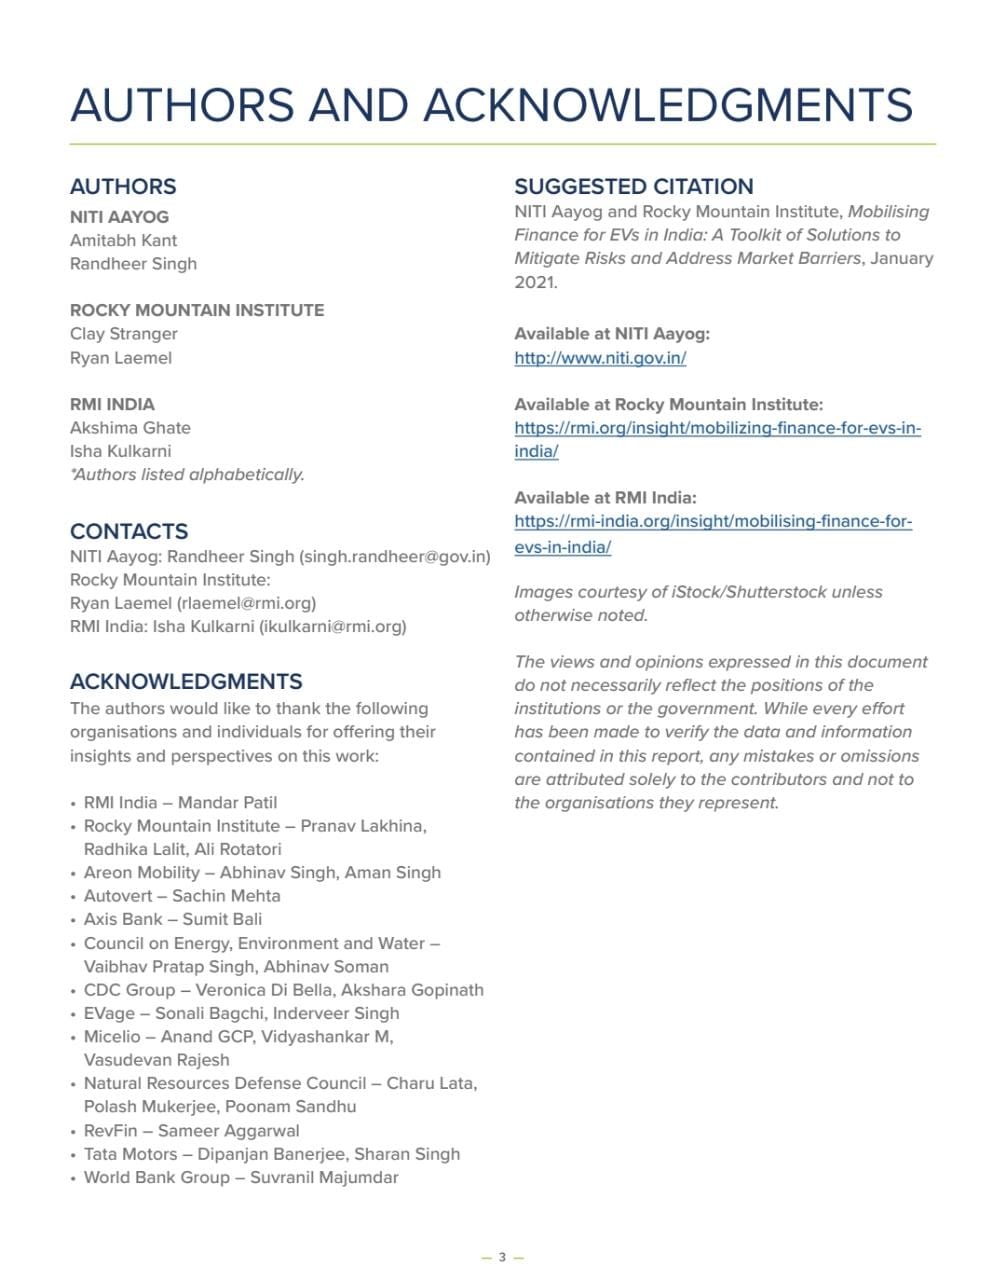 AUTHORS AND ACKNOWLEDGMENTS
AUTHORS
NITI AAYOG
Amitabh Kant
Randheer Singh
ROCKY MOUNTAIN INSTITUTE
Clay Stranger
Ryan Laemel
RMI INDIA
Akshima Ghate
Isha Kulkarni
*Authors listed alphabetically.
CONTACTS
NITI Aayog: Randheer Singh (singh.randheer@gov.in)
Rocky Mountain Institute:
Ryan Laemel (rlaemel@rmi.org)
RMI India: Isha Kulkarni (ikulkarni@rmi.org)
ACKNOWLEDGMENTS
The authors would like to thank the following
organisations and individuals for offering their
insights and perspectives on this work:
• RMI India – Mandar Patil
• Rocky Mountain Institute – Pranav Lakhina,
Radhika Lalit, Ali Rotatori
• Areon Mobility – Abhinav Singh, Aman Singh
• Autovert – Sachin Mehta
• Axis Bank – Sumit Bali
• Council on Energy, Environment and Water –
Vaibhav Pratap Singh, Abhinav Soman
• CDC Group – Veronica Di Bella, Akshara Gopinath
• EVage – Sonali Bagchi, Inderveer Singh
• Micelio – Anand GCP, Vidyashankar M,
Vasudevan Rajesh
• Natural Resources Defense Council – Charu Lata,
Polash Mukerjee, Poonam Sandhu
• RevFin – Sameer Aggarwal
• Tata Motors – Dipanjan Banerjee, Sharan Singh
• World Bank Group – Suvranil Majumdar
SUGGESTED CITATION
NITI Aayog and Rocky Mountain Institute, Mobilising
Finance for EVs in India: A Toolkit of Solutions to
Mitigate Risks and Address Market Barriers, January
2021.
Available at NITI Aayog:
http://www.niti.gov.in/
Available at Rocky Mountain Institute:
https://rmi.org/insight/mobilizing-finance-for-evs-in-
india/
Available at RMI India:
https://rmi-india.org/insight/mobilising-finance-for-
evs-in-india/
Images courtesy of iStock/Shutterstock unless
otherwise noted.
The views and opinions expressed in this document
do not necessarily reflect the positions of the
institutions or the government. While every effort
has been made to verify the data and information
contained in this report, any mistakes or omissions
are attributed solely to the contributors and not to
the organisations they represent.
— 3 —